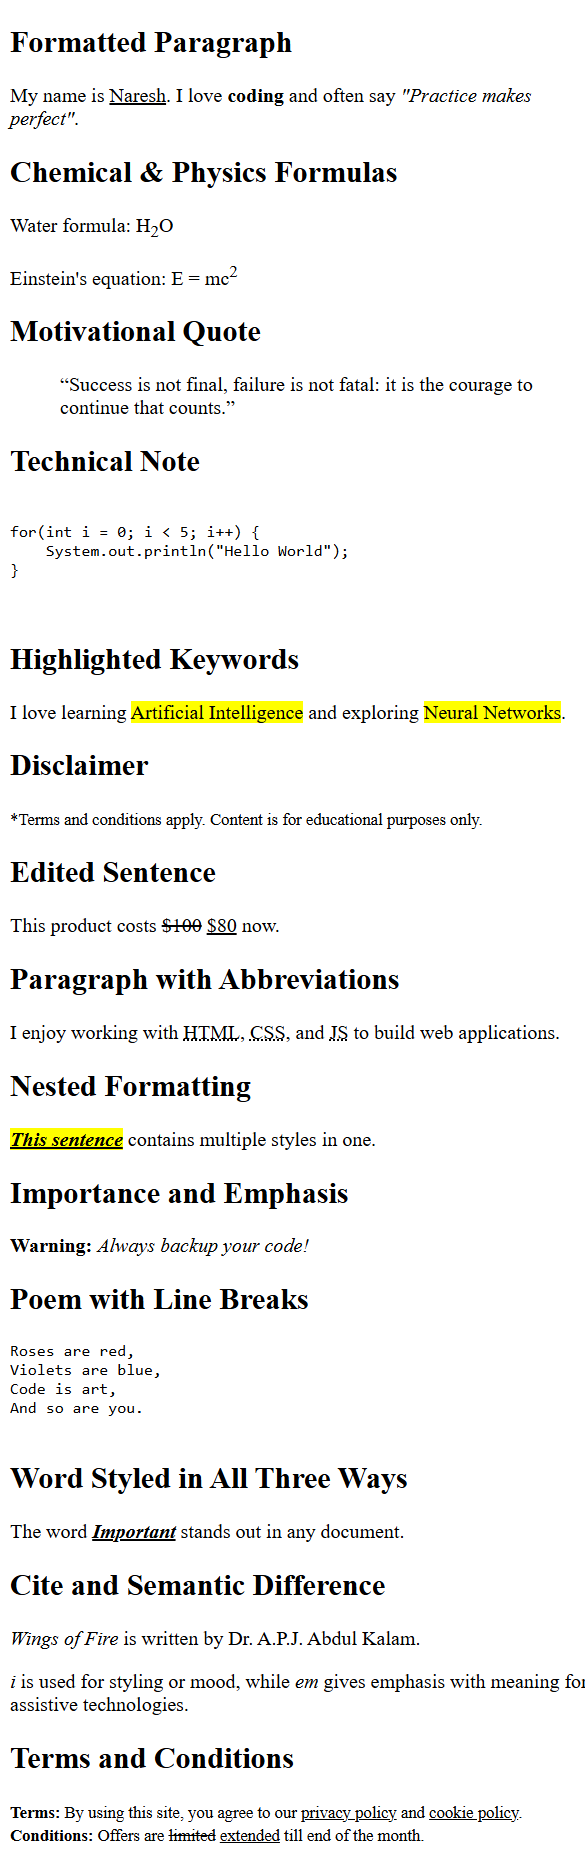 Formatted Paragraph
My name is Naresh. I love coding and often say "Practice makes
perfect".
Chemical & Physics Formulas
Water formula: H₂O
Einstein's equation: E = mc²
Motivational Quote
“Success is not final, failure is not fatal: it is the courage to
continue that counts.”
Technical Note
for(int i = 0; i < 5; i++) {
    System.out.println("Hello World");
}
Highlighted Keywords
I love learning Artificial Intelligence and exploring Neural Networks.
Disclaimer
*Terms and conditions apply. Content is for educational purposes only.
Edited Sentence
This product costs $100 $80 now.
Paragraph with Abbreviations
I enjoy working with HTML, CSS, and JS to build web applications.
Nested Formatting
This sentence contains multiple styles in one.
Importance and Emphasis
Warning: Always backup your code!
Poem with Line Breaks
Roses are red,
Violets are blue,
Code is art,
And so are you.
Word Styled in All Three Ways
The word Important stands out in any document.
Cite and Semantic Difference
Wings of Fire is written by Dr. A.P.J. Abdul Kalam.
i is used for styling or mood, while em gives emphasis with meaning for
assistive technologies.
Terms and Conditions
Terms: By using this site, you agree to our privacy policy and cookie policy.
Conditions: Offers are limited extended till end of the month.